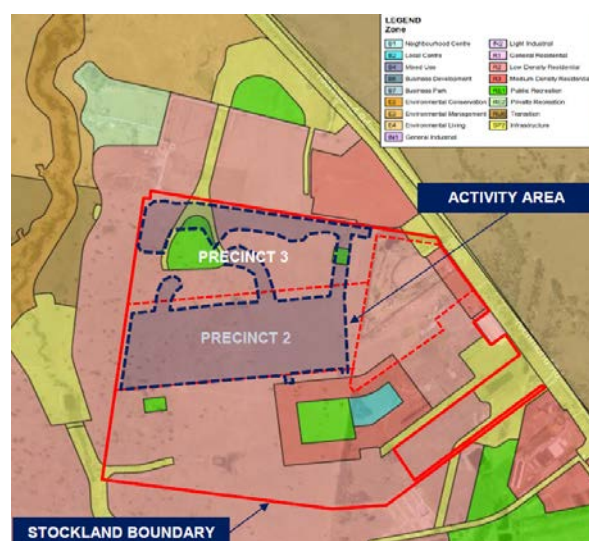 LEGEND
Zone
B1 Neighbourhood Centre
B2 Local Centre
B4 Mixed Use
B5 Business Development
B7 Business Park
E2 Environmental Conservation
E3 Environmental Management
E4 Environmental Living
IN1 General Industrial
IN2 Light Industrial
R1 General Residential
R2 Low Density Residential
R3 Medium Density Residential
RE1 Public Recreation
RE2 Private Recreation
Transition
SP2 Infrastructure
ACTIVITY AREA
PRECINCT 3
PRECINCT 2
STOCKLAND BOUNDARY